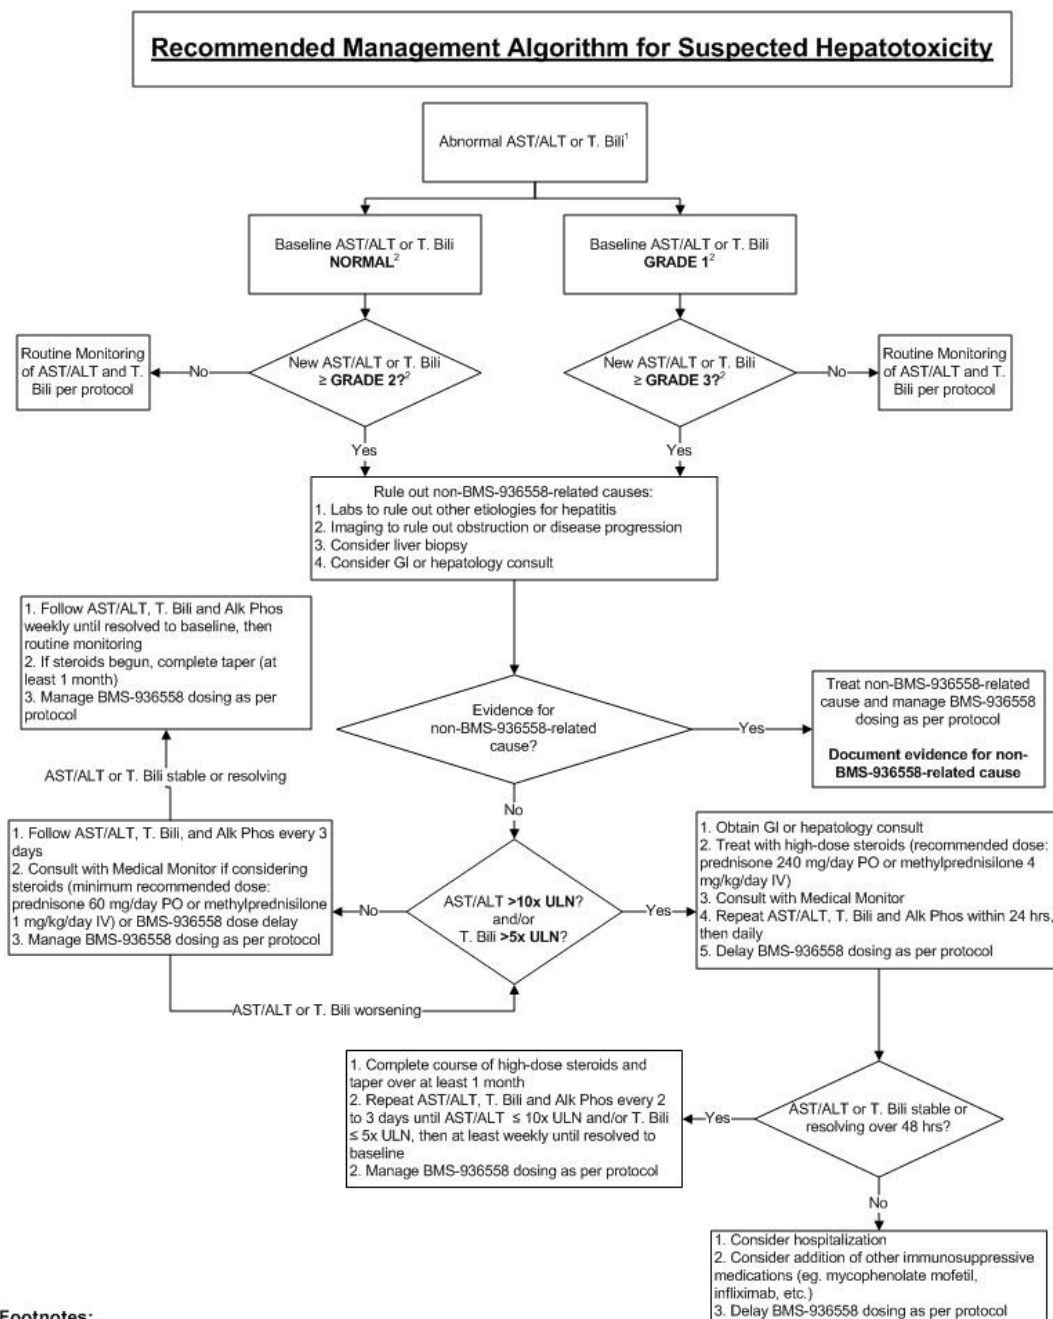 Recommended Management Algorithm for Suspected Hepatotoxicity
Abnormal AST/ALT or T. Bili1
Baseline AST/ALT or T. Bili
NORMAL2
Baseline AST/ALT or T. Bili
GRADE 12
Routine Monitoring
of AST/ALT and T.
Bili per protocol
No
New AST/ALT or T. Bili
≥ GRADE 2?2
New AST/ALT or T. Bili
≥ GRADE 3?2
No
Routine Monitoring
of AST/ALT and T.
Bili per protocol
Yes
Yes
Rule out non-BMS-936558-related causes:
1. Labs to rule out other etiologies for hepatitis
2. Imaging to rule out obstruction or disease progression
3. Consider liver biopsy
4. Consider GI or hepatology consult
1. Follow AST/ALT, T. Bili and Alk Phos
weekly until resolved to baseline, then
routine monitoring
2. If steroids begun, complete taper (at
least 1 month)
3. Manage BMS-936558 dosing as per
protocol
Evidence for
non-BMS-936558-related
cause?
Yes
Treat non-BMS-936558-related
cause and manage BMS-936558
dosing as per protocol
Document evidence for non-
BMS-936558-related cause
AST/ALT or T. Bili stable or resolving
No
1. Follow AST/ALT, T. Bili, and Alk Phos every 3
days
2. Consult with Medical Monitor if considering
steroids (minimum recommended dose:
prednisone 60 mg/day PO or methylprednisilone
1 mg/kg/day IV) or BMS-936558 dose delay
3. Manage BMS-936558 dosing as per protocol
No
AST/ALT >10x ULN?
and/or
T. Bili >5x ULN?
Yes
1. Obtain GI or hepatology consult
2. Treat with high-dose steroids (recommended dose:
prednisone 240 mg/day PO or methylprednisilone 4
mg/kg/day IV)
3. Consult with Medical Monitor
4. Repeat AST/ALT, T. Bili and Alk Phos within 24 hrs,
then daily
5. Delay BMS-936558 dosing as per protocol
AST/ALT or T. Bili worsening
1. Complete course of high-dose steroids and
taper over at least 1 month
2. Repeat AST/ALT, T. Bili and Alk Phos every 2
to 3 days until AST/ALT ≤ 10x ULN and/or T. Bili
≤ 5x ULN, then at least weekly until resolved to
baseline
2. Manage BMS-936558 dosing as per protocol
Yes
AST/ALT or T. Bili stable or
resolving over 48 hrs?
No
1. Consider hospitalization
2. Consider addition of other immunosuppressive
medications (eg. mycophenolate mofetil,
infliximab, etc.)
3. Delay BMS-936558 dosing as per protocol
Footnotes: